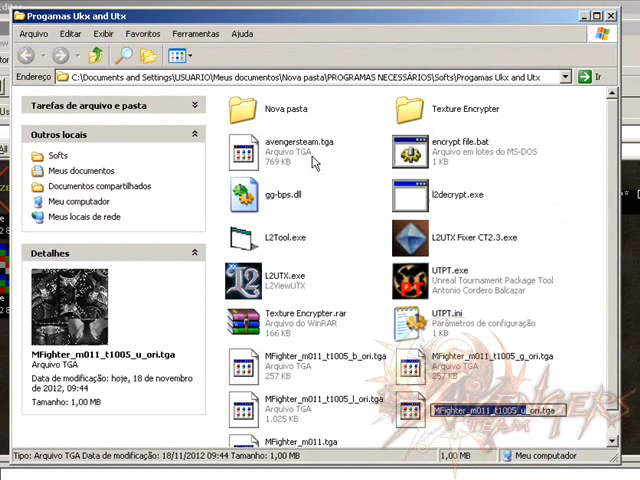 Progamas Ukx and Utx
Arquivo Editar Exibir Favoritos Ferramentas Ajuda
Endereço C:\Documents and Settings\USUARIO\Meus documentos\Nova pasta\PROGRAMAS NECESSÁRIOS\Softs\Progamas Ukx and Utx Ir
Tarefas de arquivo e pasta
Outros locais
Softs
Meus documentos
Documentos compartilhados
Meu computador
Meus locais de rede
Detalhes
MFighter_m011_t1005_u_ori.tga
Arquivo TGA
Data de modificação: hoje, 18 de novembro
de 2012, 09:44
Tamanho: 1,00 MB
Nova pasta
Texture Encrypter
avengersteam.tga
Arquivo TGA
769 KB
encrypt file.bat
Arquivo em lotes do MS-DOS
1 KB
gg-bps.dll
l2decrypt.exe
L2Tool.exe
L2UTX Fixer CT2.3.exe
L2UTX.exe
L2ViewUTX
UTPT.exe
Unreal Tournament Package Tool
Antonio Cordero Balcazar
Texture Encrypter.rar
Arquivo do WinRAR
166 KB
UTPT.ini
Parâmetros de configuração
1 KB
MFighter_m011_t1005_b_ori.tga
Arquivo TGA
257 KB
MFighter_m011_t1005_g_ori.tga
Arquivo TGA
257 KB
MFighter_m011_t1005_l_ori.tga
Arquivo TGA
1.025 KB
MFighter_m011_t1005_u_ori.tga
MFighter_m011.tga
AVENGERS
TEAM
Tipo: Arquivo TGA Data de modificação: 18/11/2012 09:44 Tamanho: 1,00 MB
1,00 MB
Meu computador